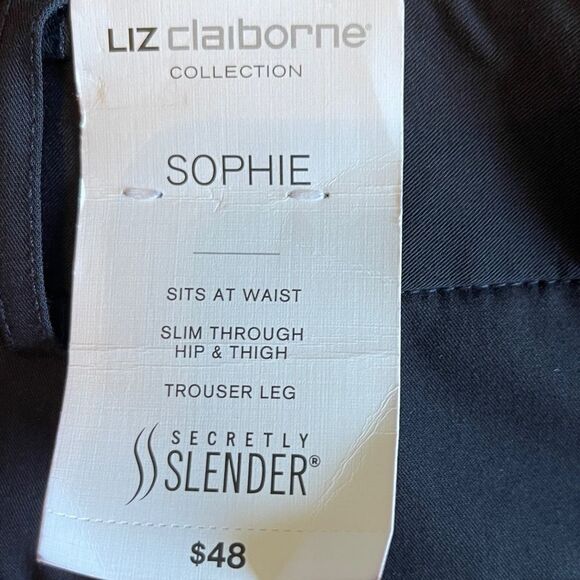 LIZ claiborne®
COLLECTION
SOPHIE
SITS AT WAIST
SLIM THROUGH
HIP & THIGH
TROUSER LEG
SECRETLY
SLENDER®
$48